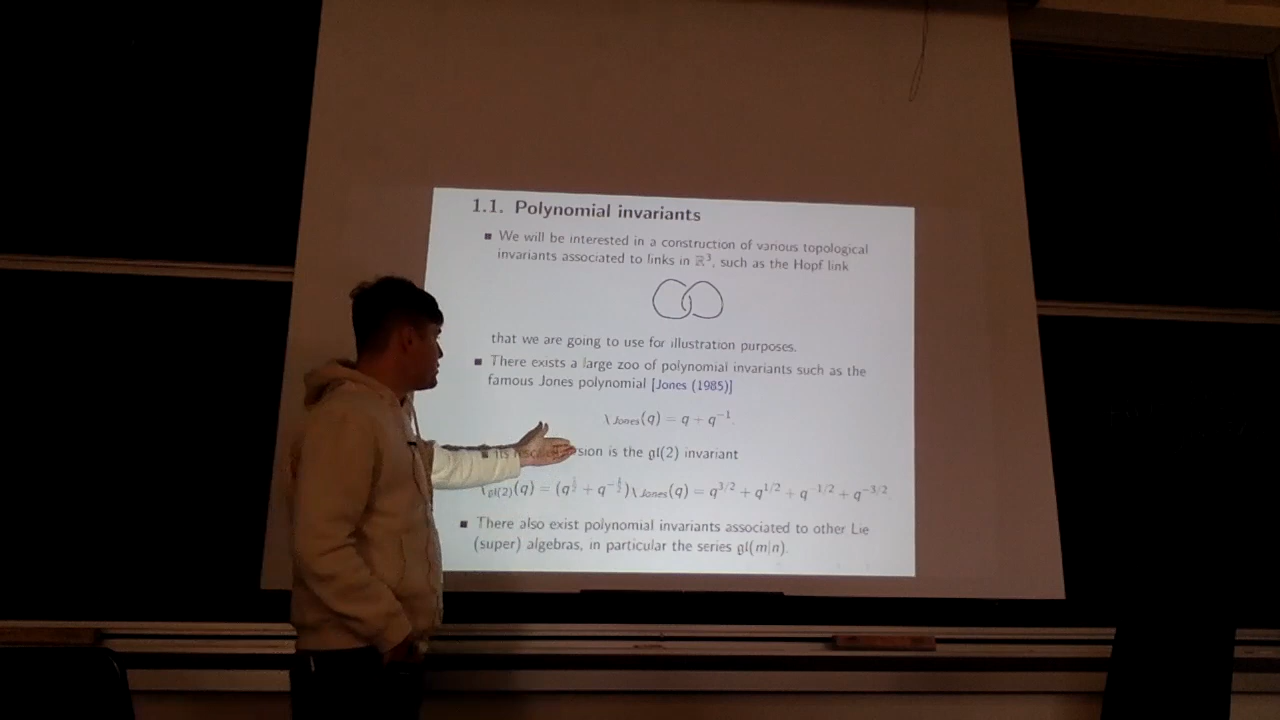 1.1. Polynomial invariants
■ We will be interested in a construction of various topological
invariants associated to links in ℝ³, such as the Hopf link
that we are going to use for illustration purposes.
■ There exists a large zoo of polynomial invariants such as the
famous Jones polynomial [Jones (1985)]
\ Jones(q) = q + q⁻¹.
■ Its sion is the 𝔤𝔩(2) invariant
\ 𝔤𝔩(2)(q) = (q^{1/2} + q^{-1/2}) \ Jones(q) = q^{3/2} + q^{1/2} + q^{-1/2} + q^{-3/2}
■ There also exist polynomial invariants associated to other Lie
(super) algebras, in particular the series 𝔤𝔩(m|n).